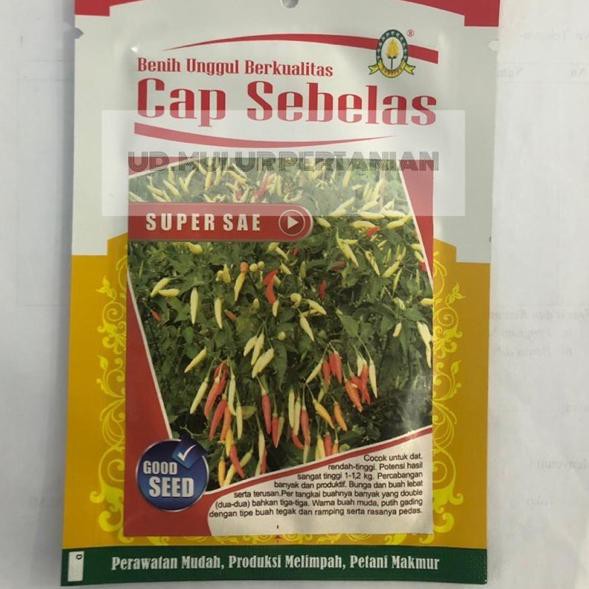 ®
Benih Unggul Berkualitas
Cap Sebelas
UD.MULUR PERTANIAN
SUPER SAE
Cocok untuk dat.
rendah-tinggi. Potensi hasil
sangat tinggi 1-1,2 kg. Percabangan
banyak dan produktif. Bunga dan buah lebat
serta terusan.Per tangkai buahnya banyak yang double
(dua-dua) bahkan tiga-tiga. Warna buah muda, putih gading
dengan tipe buah tegak dan ramping serta rasanya pedas.
GOOD
SEED
Perawatan Mudah, Produksi Melimpah, Petani Makmur